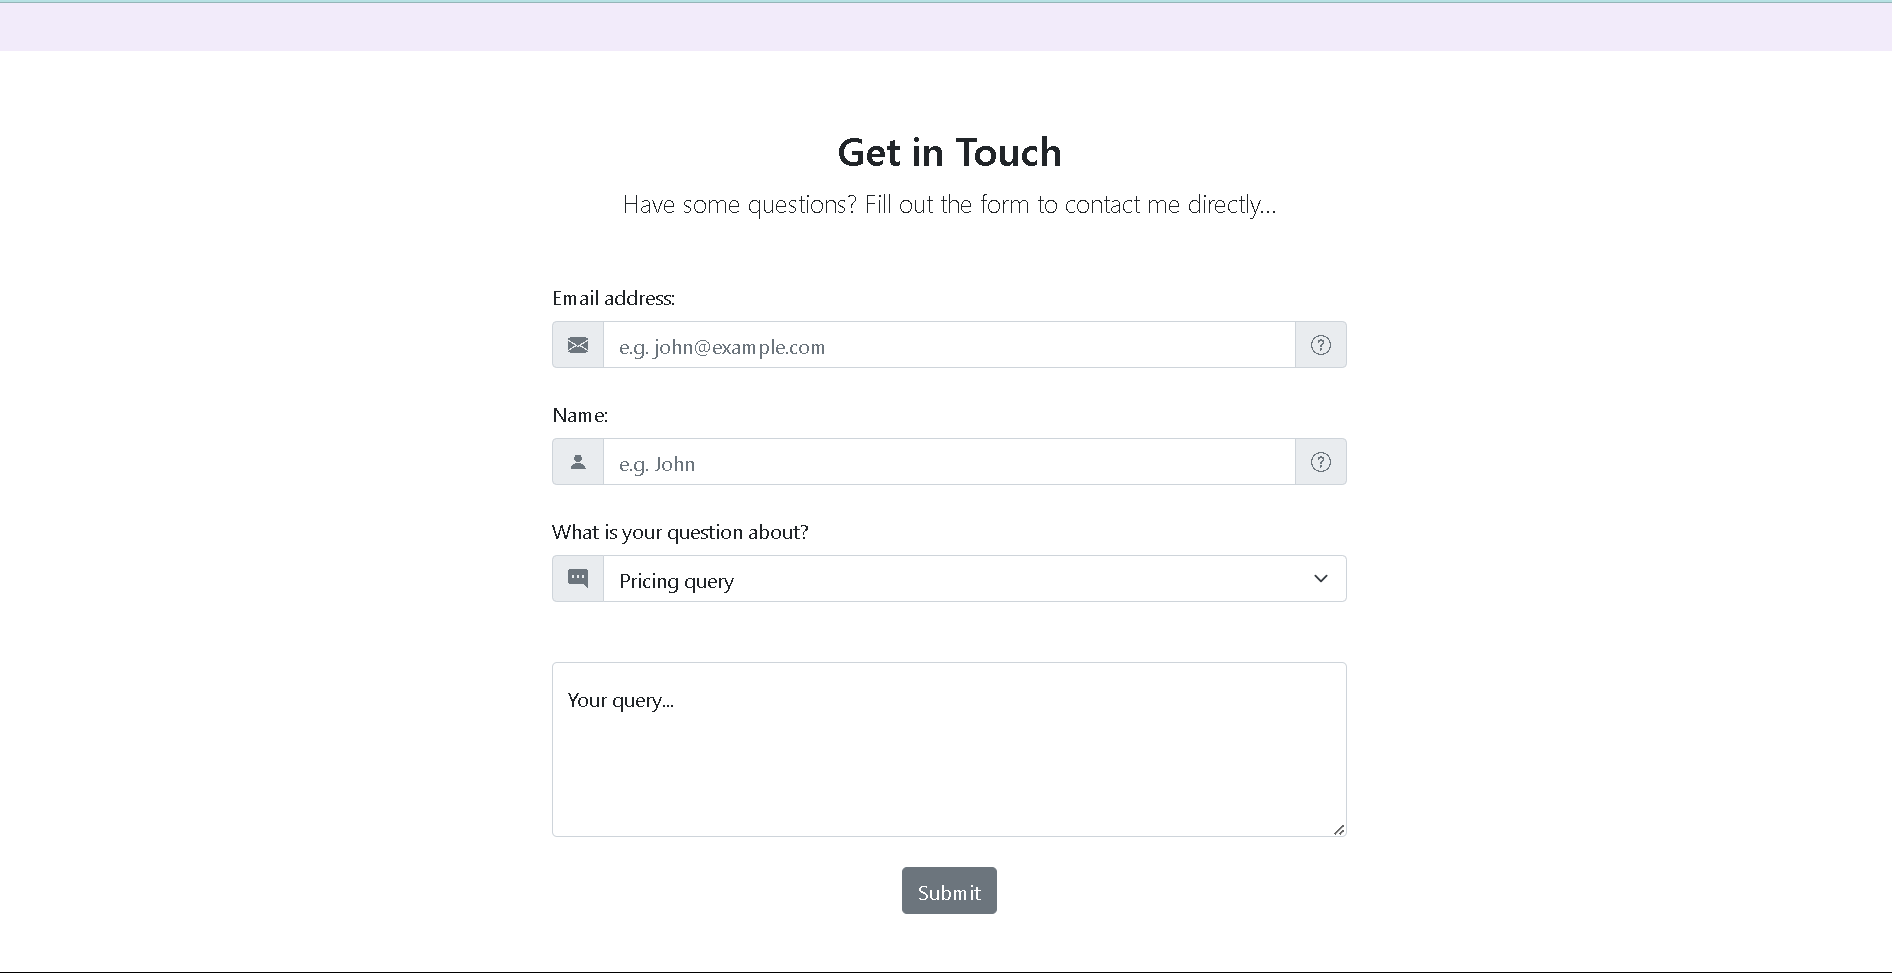 Get in Touch
Have some questions? Fill out the form to contact me directly...
Email address:
e.g. john@example.com
Name:
e.g. John
What is your question about?
Pricing query
Your query...
Submit